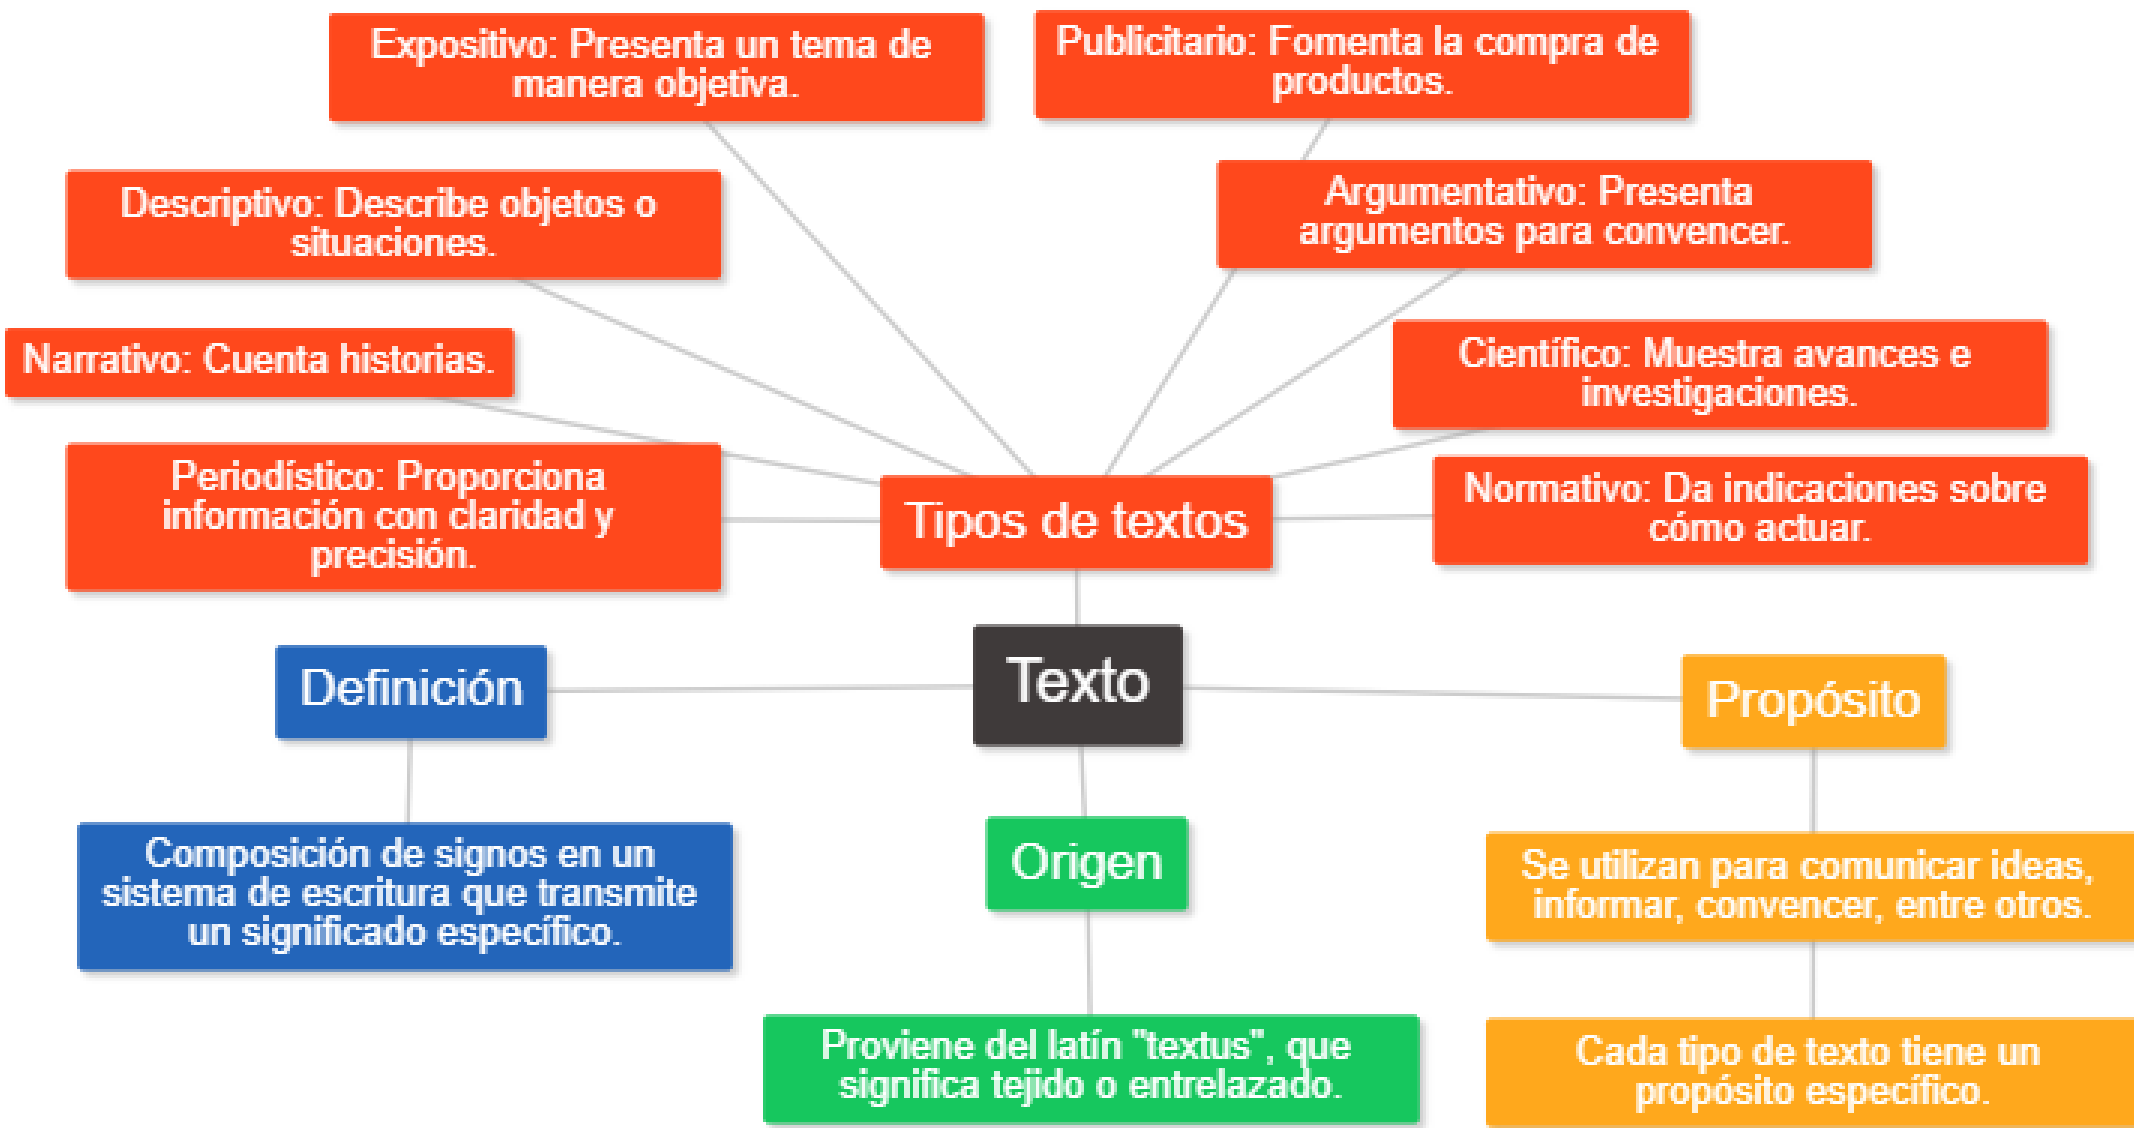 Expositivo: Presenta un tema de
manera objetiva.
Publicitario: Fomenta la compra de
productos.
Descriptivo: Describe objetos o
situaciones.
Argumentativo: Presenta
argumentos para convencer.
Narrativo: Cuenta historias.
Científico: Muestra avances e
investigaciones.
Periodístico: Proporciona
información con claridad y
precisión.
Tipos de textos
Normativo: Da indicaciones sobre
cómo actuar.
Definición
Texto
Propósito
Composición de signos en un
sistema de escritura que transmite
un significado específico.
Origen
Se utilizan para comunicar ideas,
informar, convencer, entre otros.
Proviene del latín "textus", que
significa tejido o entrelazado.
Cada tipo de texto tiene un
propósito específico.